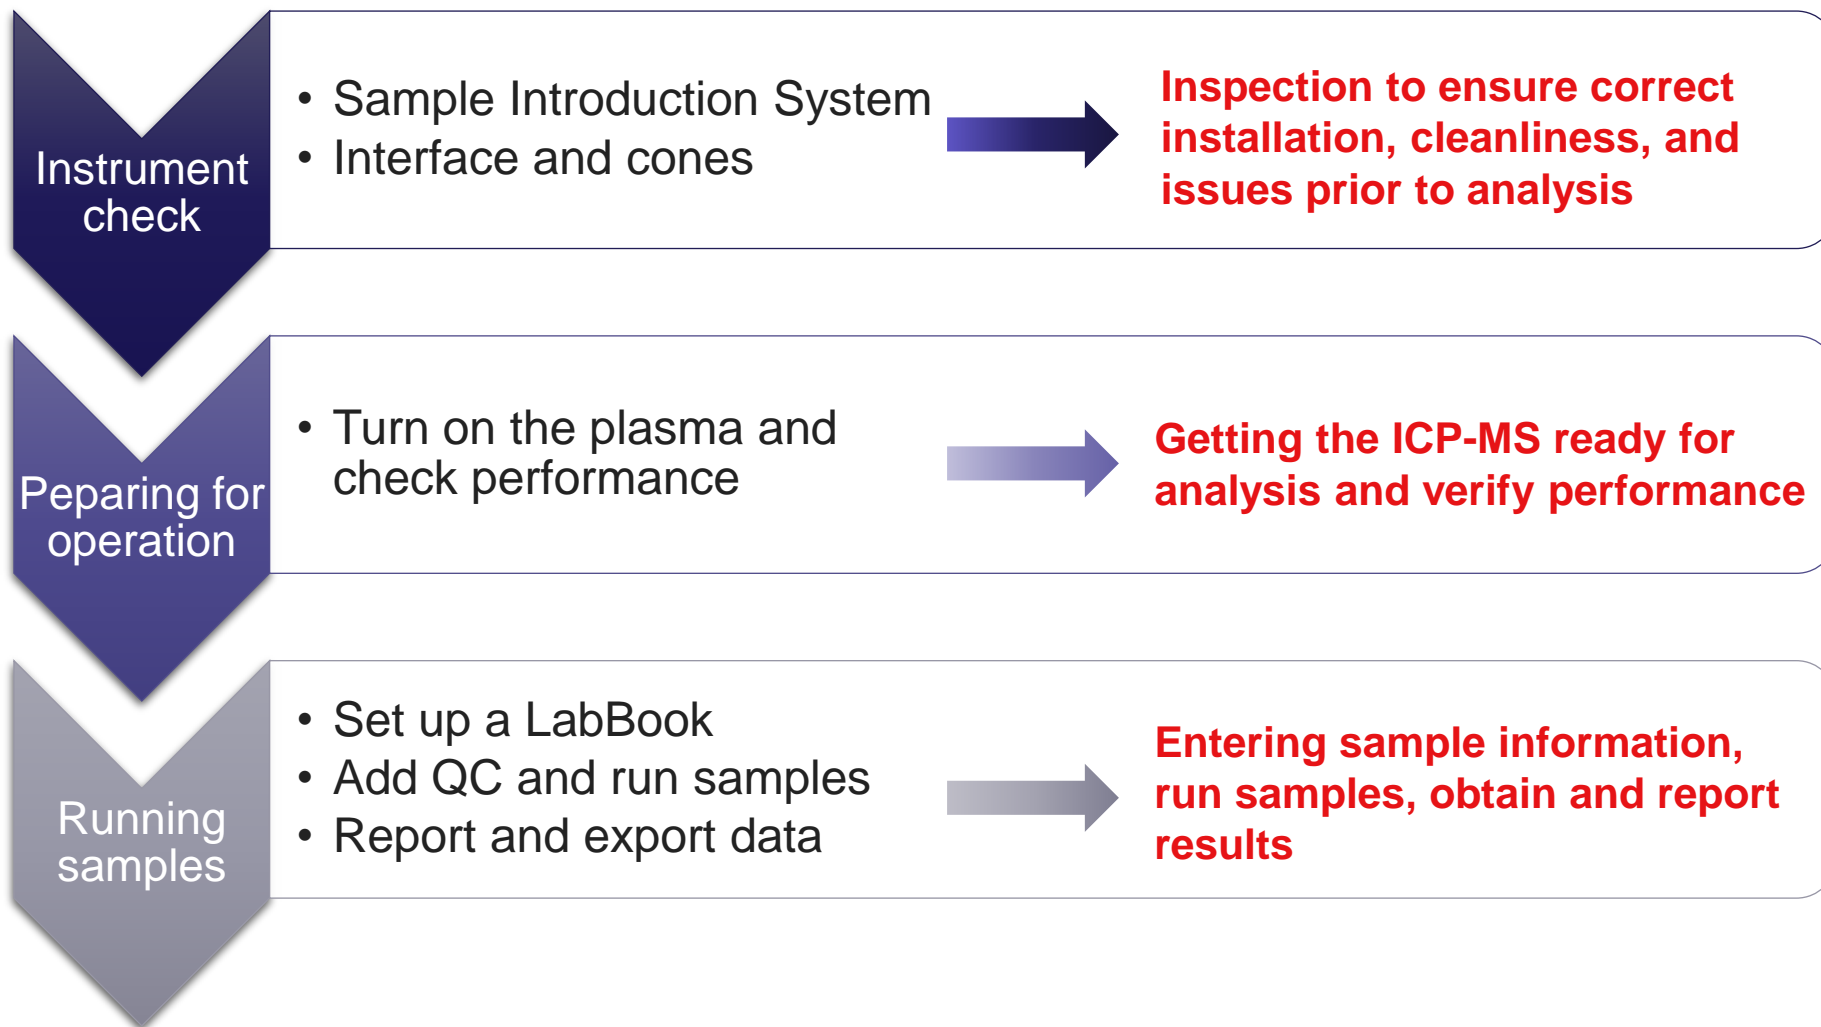 Instrument
check
• Sample Introduction System
• Interface and cones
Inspection to ensure correct
installation, cleanliness, and
issues prior to analysis
Peparing for
operation
• Turn on the plasma and
check performance
Getting the ICP-MS ready for
analysis and verify performance
Running
samples
• Set up a LabBook
• Add QC and run samples
• Report and export data
Entering sample information,
run samples, obtain and report
results